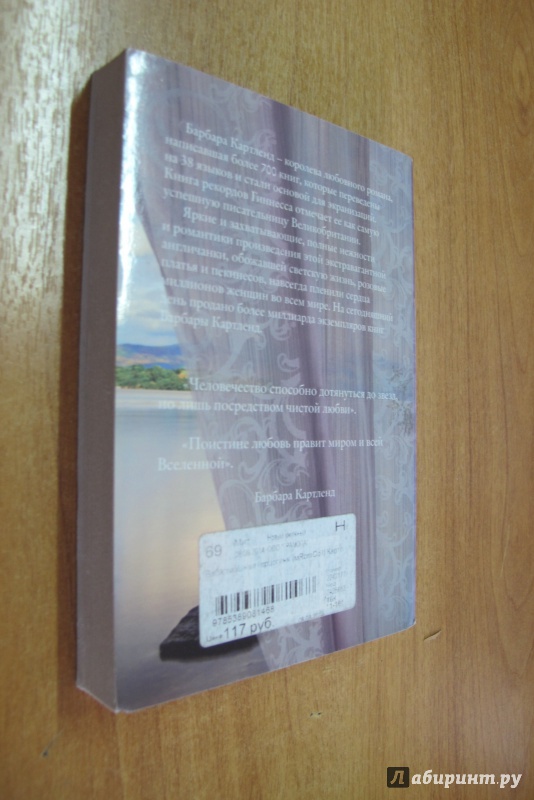 Барбара Картленд – королева любовного романа,
написавшая более 700 книг, которые переведены
на 38 языков и стали основой для экранизаций.
Книга рекордов Гиннесса отмечает ее как самую
успешную писательницу Великобритании.
Яркие и захватывающие, полные нежности
и романтики произведения этой экстравагантной
англичанки, обожавшей светскую жизнь, розовые
платья и пекинесов, навсегда пленили сердца
миллионов женщин во всем мире. На сегодняшний
день продано более миллиарда экземпляров книг
Барбары Картленд.
«Человечество способно дотянуться до звезд,
но лишь посредством чистой любви».
«Поистине любовь правит миром и всей
Вселенной».
Барбара Картленд
69
Н
Цена
117 руб
Лабиринт.ру